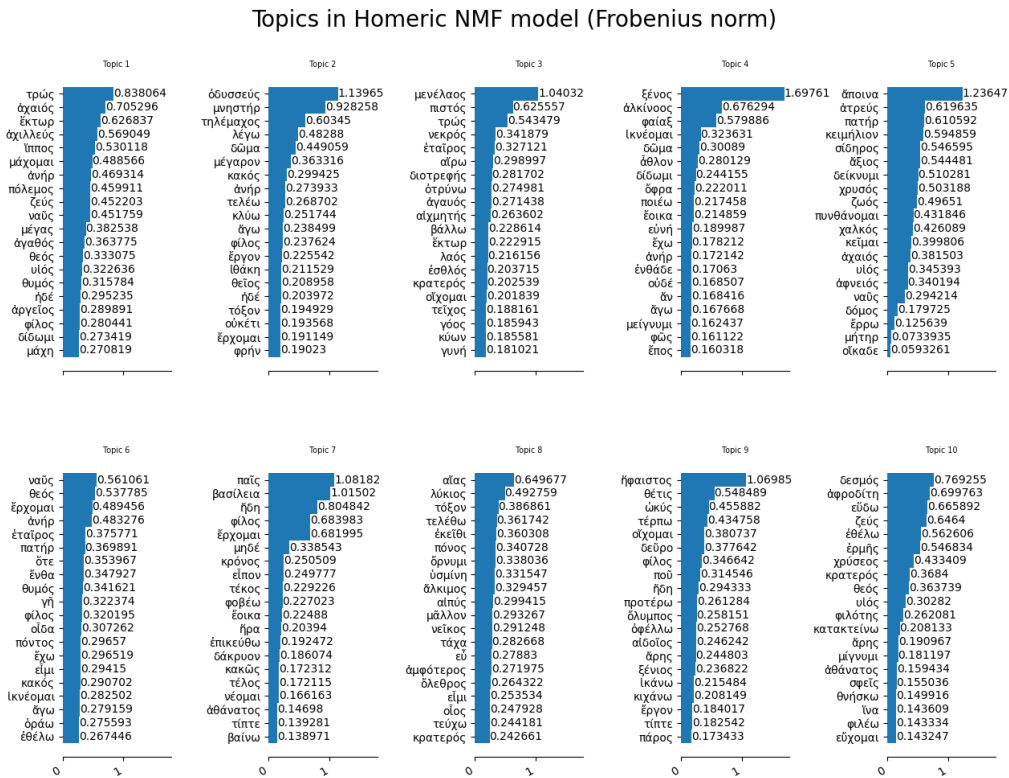 Topics in Homeric NMF model (Frobenius norm)
Topic 1
τρώς 0.838064
ἀχαιός 0.705296
ἕκτωρ 0.626837
ἀχιλλεύς 0.569049
ἵππος 0.530118
μάχομαι 0.488566
ἀνήρ 0.469314
πόλεμος 0.459911
ζεύς 0.452203
ναῦς 0.451759
μέγας 0.382538
ἀγαθός 0.363775
θεός 0.333075
υἱός 0.322636
θυμός 0.315784
ἠδέ 0.295235
ἀργεῖος 0.289891
φίλος 0.280441
δίδωμι 0.273419
μάχη 0.270819
Topic 2
ὀδυσσεύς 1.13965
μνηστήρ 0.928258
τηλέμαχος 0.60345
λέγω 0.48288
δῶμα 0.449059
μέγαρον 0.363316
κακός 0.299425
ἀνήρ 0.273933
τελέω 0.268702
κλύω 0.251744
ἄγω 0.238499
φίλος 0.237624
ἔργον 0.225542
ἰθάκη 0.211529
θεῖος 0.208958
ἠδέ 0.203972
τόξον 0.194929
οὐκέτι 0.193568
ἔρχομαι 0.191149
φρήν 0.19023
Topic 3
μενέλαος 1.04032
πιστός 0.625557
τρώς 0.543479
νεκρός 0.341879
ἑταῖρος 0.327121
αἴρω 0.298997
διοτρεφής 0.281702
ὀτρύνω 0.274981
ἀγαυός 0.271438
αἰχμητής 0.263602
βάλλω 0.228614
ἕκτωρ 0.222915
λαός 0.216156
ἐσθλός 0.203715
κρατερός 0.202539
οἴχομαι 0.201839
τεῖχος 0.188161
γόος 0.185943
κύων 0.185581
γυνή 0.181021
Topic 4
ξένος 1.69761
ἀλκίνοος 0.676294
φαίαξ 0.579886
ἱκνέομαι 0.323631
δῶμα 0.30089
ἆθλον 0.280129
δίδωμι 0.244155
ὄφρα 0.222011
ποιέω 0.217458
ἔοικα 0.214859
εὐνή 0.189987
ἔχω 0.178212
ἀνήρ 0.172142
ἐνθάδε 0.17063
οὐδέ 0.168507
ἄν 0.168416
ἄγω 0.167668
μείγνυμι 0.162437
φῶς 0.161122
ἔπος 0.160318
Topic 5
ἄποινα 1.23647
ἀτρεύς 0.619635
πατήρ 0.610592
κειμήλιον 0.594859
σίδηρος 0.546595
ἄξιος 0.544481
δείκνυμι 0.510281
χρυσός 0.503188
ζωός 0.49651
πυνθάνομαι 0.431846
χαλκός 0.426089
κεῖμαι 0.399806
ἀχαιός 0.381503
υἱός 0.345393
ἀφνειός 0.340194
ναῦς 0.294214
δόμος 0.179725
ἔρρω 0.125639
μήτηρ 0.0733935
οἴκαδε 0.0593261
0 1
Topic 6
ναῦς 0.561061
θεός 0.537785
ἔρχομαι 0.489456
ἀνήρ 0.483276
ἑταῖρος 0.375771
πατήρ 0.369891
ὅτε 0.353967
ἔνθα 0.347927
θυμός 0.341621
γῆ 0.322374
φίλος 0.320195
οἶδα 0.307262
πόντος 0.29657
ἔχω 0.296519
εἰμί 0.29415
κακός 0.290702
ἱκνέομαι 0.282502
ἄγω 0.279159
ὁράω 0.275593
ἐθέλω 0.267446
0 1
Topic 7
παῖς 1.08182
βασίλεια 1.01502
ἤδη 0.804842
φίλος 0.683983
ἔρχομαι 0.681995
μηδέ 0.338543
κρόνος 0.250509
εἶπον 0.249777
τέκος 0.229226
φοβέω 0.227023
ἔοικα 0.22488
ἥρα 0.20394
ἐπικεύθω 0.192472
δάκρυον 0.186074
κακῶς 0.172312
τέλος 0.172115
νέομαι 0.166163
ἀθάνατος 0.14698
τίπτε 0.139281
βαίνω 0.138971
0 1
Topic 8
αἴας 0.649677
λύκιος 0.492759
τόξον 0.386861
τελέθω 0.361742
ἐκεῖθι 0.360308
πόνος 0.340728
ὄρνυμι 0.338036
ὑσμίνη 0.331547
ἄλκιμος 0.329457
αἰπύς 0.299415
μᾶλλον 0.293267
νεῖκος 0.291248
τάχα 0.282668
εὖ 0.27883
ἀμφότερος 0.271975
ὄλεθρος 0.264322
εἶμι 0.253534
οἷος 0.247928
τεύχω 0.244181
κρατερός 0.242661
0 1
Topic 9
ἥφαιστος 1.06985
θέτις 0.548489
ὠκύς 0.455882
τέρπω 0.434758
οἴχομαι 0.380737
δεῦρο 0.377642
φίλος 0.346642
ποῦ 0.314546
ἤδη 0.294333
προτέρω 0.261284
ὄλυμπος 0.258151
ὀφέλλω 0.252768
αἰδοῖος 0.246242
ἄρης 0.244803
ξένιος 0.236822
ἱκάνω 0.215484
κιχάνω 0.208149
ἔργον 0.184017
τίπτε 0.182542
πάρος 0.173433
0 1
Topic 10
δεσμός 0.769255
ἀφροδίτη 0.699763
εὕδω 0.665892
ζεύς 0.6464
ἐθέλω 0.562606
ἑρμῆς 0.546834
χρύσεος 0.433409
κρατερός 0.3684
θεός 0.363739
υἱός 0.30282
φιλότης 0.262081
κατακτείνω 0.208133
ἄρης 0.190967
μίγνυμι 0.181197
ἀθάνατος 0.159434
σφεῖς 0.155036
θνήσκω 0.149916
ἵνα 0.143609
φιλέω 0.143334
εὔχομαι 0.143247